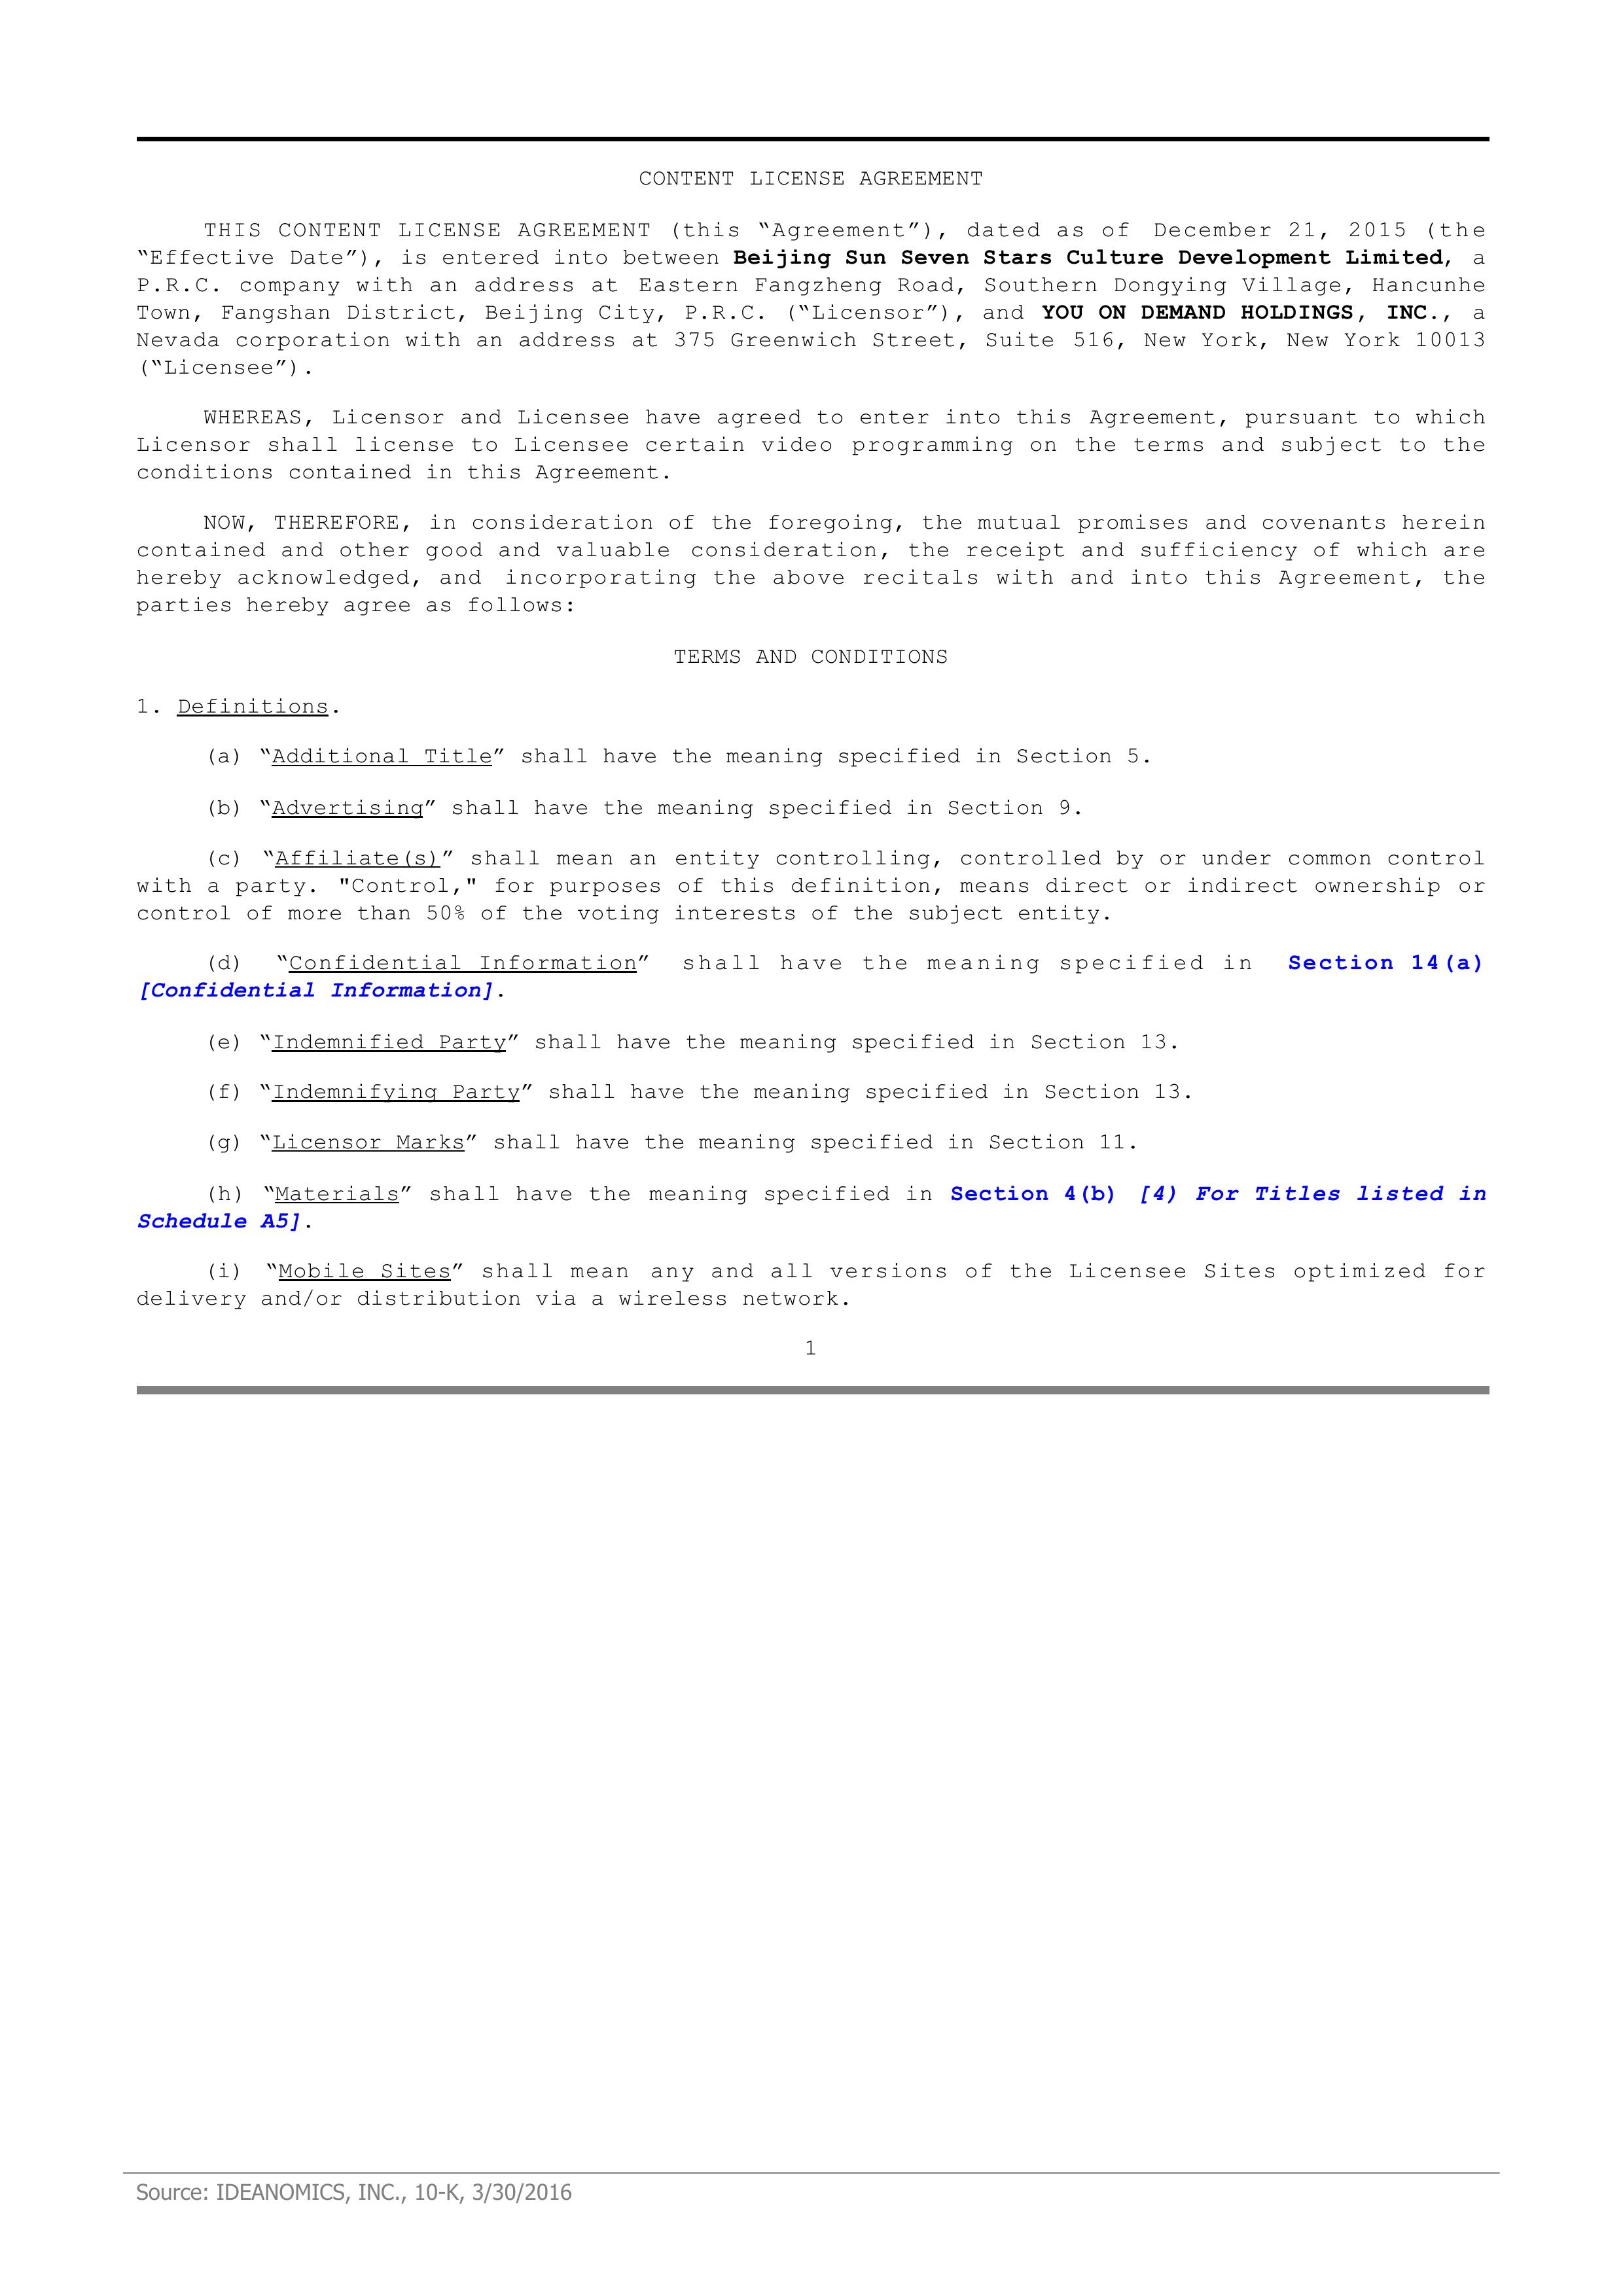 CONTENT LICENSE AGREEMENT
THIS CONTENT LICENSE AGREEMENT (this “Agreement”), dated as of December 21, 2015 (the
“Effective Date”), is entered into between Beijing Sun Seven Stars Culture Development Limited, a
P.R.C. company with an address at Eastern Fangzheng Road, Southern Dongying Village, Hancunhe
Town, Fangshan District, Beijing City, P.R.C. (“Licensor”), and YOU ON DEMAND HOLDINGS, INC., a
Nevada corporation with an address at 375 Greenwich Street, Suite 516, New York, New York 10013
(“Licensee”).
WHEREAS, Licensor and Licensee have agreed to enter into this Agreement, pursuant to which
Licensor shall license to Licensee certain video programming on the terms and subject to the
conditions contained in this Agreement.
NOW, THEREFORE, in consideration of the foregoing, the mutual promises and covenants herein
contained and other good and valuable consideration, the receipt and sufficiency of which are
hereby acknowledged, and incorporating the above recitals with and into this Agreement, the
parties hereby agree as follows:
TERMS AND CONDITIONS
1. Definitions.
(a) “Additional Title” shall have the meaning specified in Section 5.
(b) “Advertising” shall have the meaning specified in Section 9.
(c) “Affiliate(s)” shall mean an entity controlling, controlled by or under common control
with a party. "Control," for purposes of this definition, means direct or indirect ownership or
control of more than 50% of the voting interests of the subject entity.
(d) “Confidential Information” shall have the meaning specified in Section 14(a)
[Confidential Information].
(e) “Indemnified Party” shall have the meaning specified in Section 13.
(f) “Indemnifying Party” shall have the meaning specified in Section 13.
(g) “Licensor Marks” shall have the meaning specified in Section 11.
(h) “Materials” shall have the meaning specified in Section 4(b) [4) For Titles listed in
Schedule A5].
(i) “Mobile Sites” shall mean any and all versions of the Licensee Sites optimized for
delivery and/or distribution via a wireless network.
1
Source: IDEANOMICS, INC., 10-K, 3/30/2016